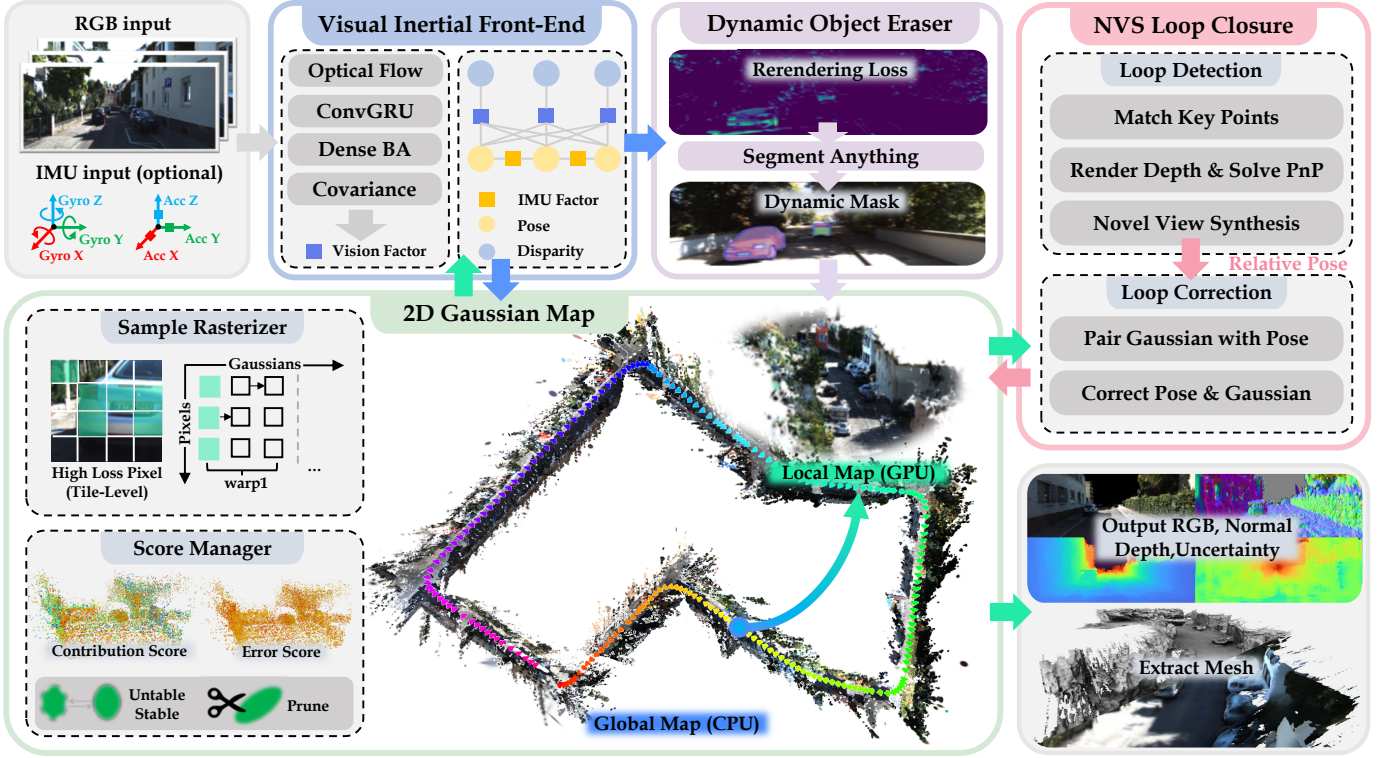 RGB input
IMU input (optional)
Gyro Z
Gyro Y
Gyro X
Acc Z
Acc Y
Acc X
Visual Inertial Front-End
Optical Flow
ConvGRU
Dense BA
Covariance
Vision Factor
IMU Factor
Pose
Disparity
Dynamic Object Eraser
Rerendering Loss
Segment Anything
Dynamic Mask
NVS Loop Closure
Loop Detection
Match Key Points
Render Depth & Solve PnP
Novel View Synthesis
Relative Pose
Loop Correction
Pair Gaussian with Pose
Correct Pose & Gaussian
2D Gaussian Map
Sample Rasterizer
Gaussians
Pixels
High Loss Pixel
(Tile-Level)
warp1
...
Score Manager
Contribution Score
Error Score
Untable
Stable
Prune
Local Map (GPU)
Global Map (CPU)
Output RGB, Normal
Depth,Uncertainty
Extract Mesh